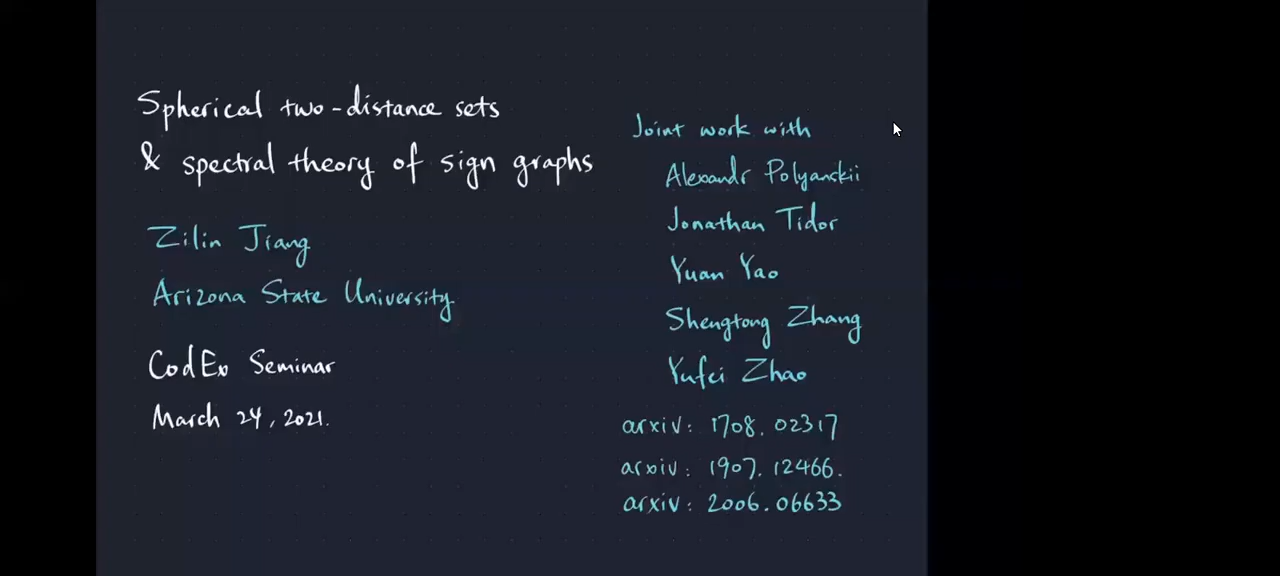 Spherical two-distance sets
& spectral theory of sign graphs
Zilin Jiang
Arizona State University
CodEx Seminar
March 24, 2021.
Joint work with
Alexandr Polyanskii
Jonathan Tidor
Yuan Yao
Shengtong Zhang
Yufei Zhao
arxiv: 1708.02317
arxiv: 1907.12466.
arxiv: 2006.06633